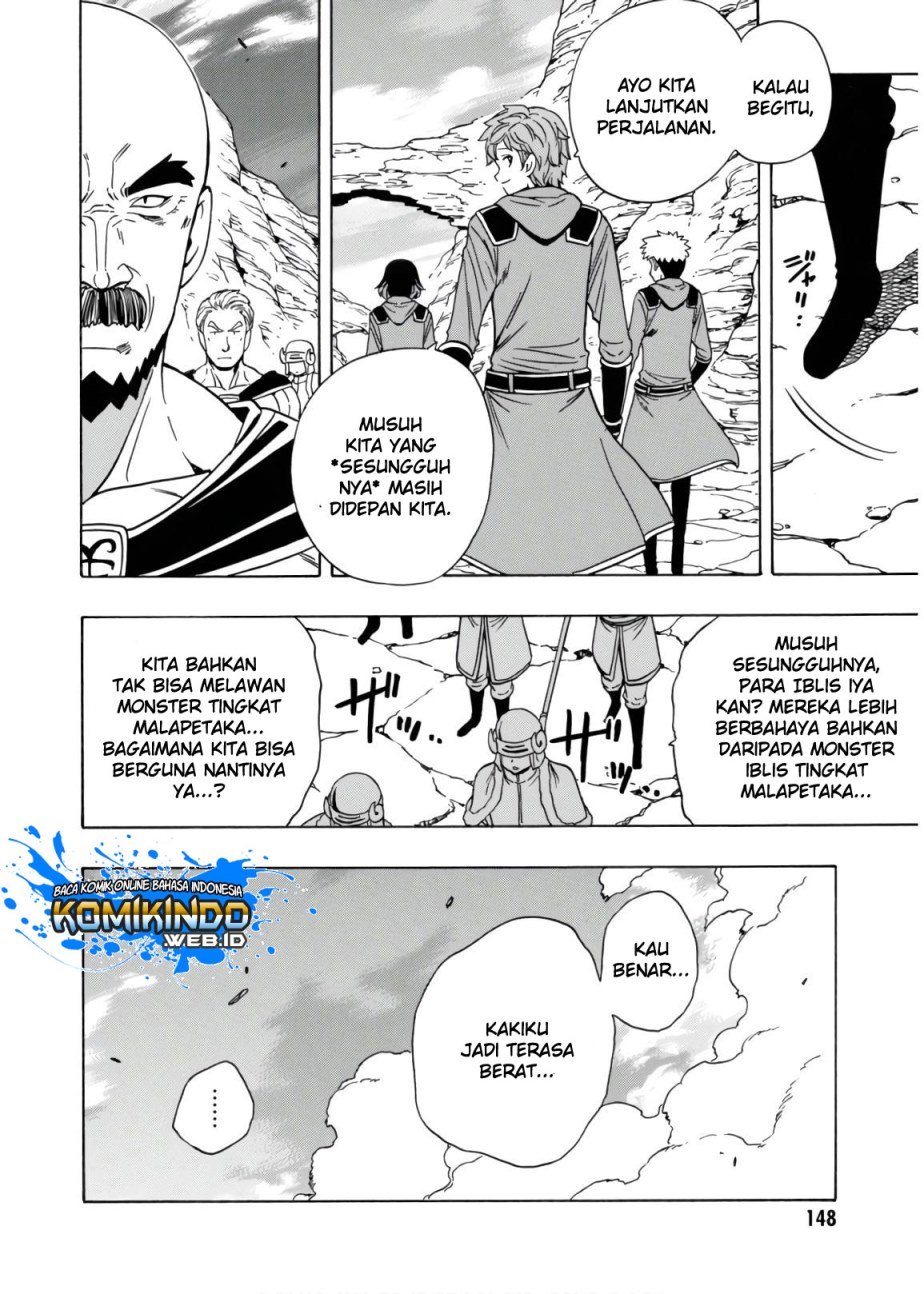 KALAU
BEGITU,
AYO KITA
LANJUTKAN
PERJALANAN.
ジャ..
MUSUH
KITA YANG
*SESUNGGUH
NYA* MASIH
DIDEPAN KITA.
MUSUH
SESUNGGUHNYA,
PARA IBLIS IYA
KAN? MEREKA LEBIH
BERBAHAYA BAHKAN
DARIPADA MONSTER
IBLIS TINGKAT
MALAPETAKA...
KITA BAHKAN
TAK BISA MELAWAN
MONSTER TINGKAT
MALAPETAKA...
BAGAIMANA KITA BISA
BERGUNA NANTINYA
YA...?
KAU
BENAR...
KAKIKU
JADI TERASA
BERAT...
......
BACA KOMIK ONLINE BAHASA INDONESIA
KOMIKINDO
.WEB.ID
148